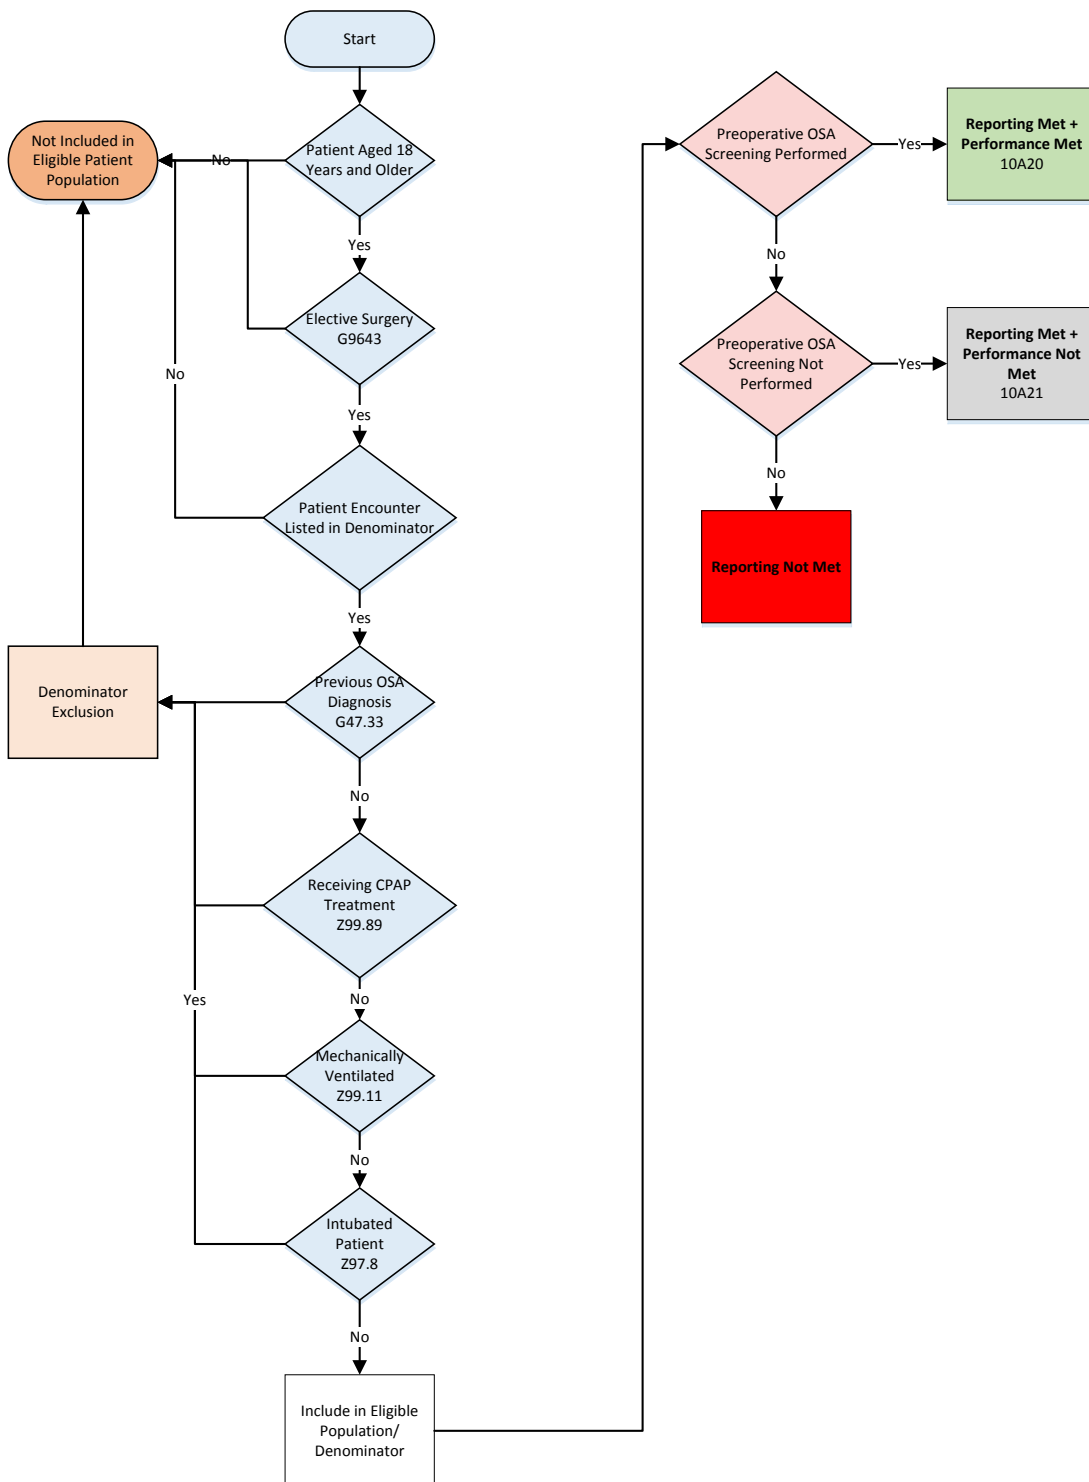 Start
Patient Aged 18
Years and Older
No
Not Included in
Eligible Patient
Population
Yes
Elective Surgery
G9643
No
Yes
Patient Encounter
Listed in Denominator
Yes
Previous OSA
Diagnosis
G47.33
Denominator
Exclusion
No
Receiving CPAP
Treatment
Z99.89
Yes
No
Mechanically
Ventilated
Z99.11
No
Intubated
Patient
Z97.8
No
Include in Eligible
Population/
Denominator
Preoperative OSA
Screening Performed
Yes
Reporting Met +
Performance Met
10A20
No
Preoperative OSA
Screening Not
Performed
Yes
Reporting Met +
Performance Not
Met
10A21
No
Reporting Not Met